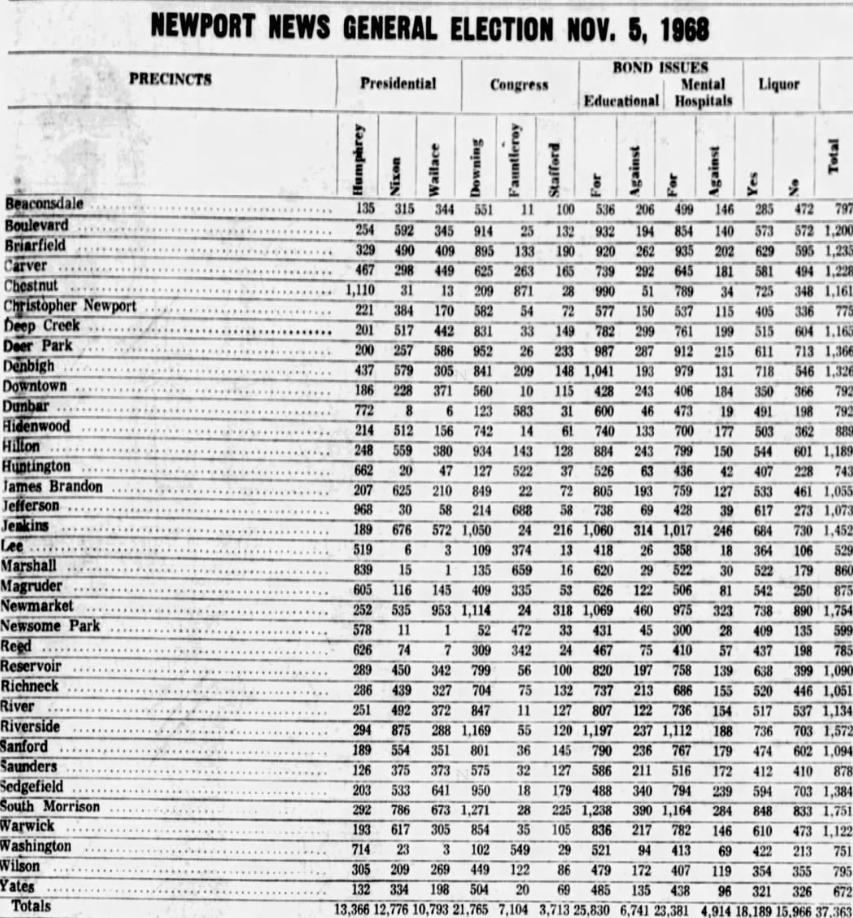 NEWPORT NEWS GENERAL ELECTION NOV. 5, 1968
PRECINCTS Presidential Congress BOND ISSUES Liquor
Educational Mental Hospitals
Humphrey Nixon Wallace Downing Fauntleroy Stafford For Against For Against Yes No Total
Beaconsdale 135 315 344 551 11 100 536 206 499 146 285 472 797
Boulevard 254 592 345 914 25 132 932 194 854 140 573 572 1,200
Briarfield 329 490 409 895 133 190 920 262 935 202 629 595 1,235
Carver 467 298 449 625 263 165 739 292 645 181 581 494 1,228
Chestnut 1,110 31 13 209 871 28 990 51 789 34 725 348 1,161
Christopher Newport 221 384 170 582 54 72 577 150 537 115 405 336 775
Deep Creek 201 517 442 831 33 149 782 299 761 199 515 604 1,165
Deer Park 200 257 586 952 26 233 987 287 912 215 611 713 1,366
Denbigh 437 579 305 841 209 148 1,041 193 979 131 718 546 1,326
Downtown 186 228 371 560 10 115 428 243 406 184 350 366 792
Dunbar 772 8 6 123 583 31 600 46 473 19 491 198 792
Hidenwood 214 512 156 742 14 61 740 133 700 177 503 362 889
Hilton 248 559 380 934 143 128 884 243 799 150 544 601 1,189
Huntington 662 20 47 127 522 37 526 63 436 42 407 228 743
James Brandon 207 625 210 849 22 72 805 193 759 127 533 461 1,055
Jefferson 968 30 58 214 688 58 738 69 428 39 617 273 1,073
Jenkins 189 676 572 1,050 24 216 1,060 314 1,017 246 684 730 1,452
Lee 519 6 3 109 374 13 418 26 358 18 364 106 529
Marshall 839 15 1 135 659 16 620 29 522 30 522 179 860
Magruder 605 116 145 409 335 53 626 122 506 81 542 250 875
Newmarket 252 535 953 1,114 24 318 1,069 460 975 323 738 890 1,754
Newsome Park 578 11 1 52 472 33 431 45 300 28 409 135 599
Reed 626 74 7 309 342 24 467 75 410 57 437 198 785
Reservoir 289 450 342 799 56 100 820 197 758 139 638 399 1,090
Richneck 286 439 327 704 75 132 737 213 686 155 520 446 1,051
River 251 492 372 847 11 127 807 122 736 154 517 537 1,134
Riverside 294 875 288 1,169 55 120 1,197 237 1,112 188 736 703 1,572
Sanford 189 554 351 801 36 145 790 236 767 179 474 602 1,094
Saunders 126 375 373 575 32 127 586 211 516 172 412 410 878
Sedgefield 203 533 641 950 18 179 488 340 794 239 594 703 1,384
South Morrison 292 786 673 1,271 28 225 1,238 390 1,164 284 848 833 1,751
Warwick 193 617 305 854 35 105 836 217 782 146 610 473 1,122
Washington 714 23 3 102 549 29 521 94 413 69 422 213 751
Wilson 305 209 269 449 122 86 479 172 407 119 354 355 795
Yates 132 334 198 504 20 69 485 135 438 96 321 326 672
Totals 13,366 12,776 10,793 21,765 7,104 3,713 25,830 6,741 23,381 4,914 18,189 15,966 37,363